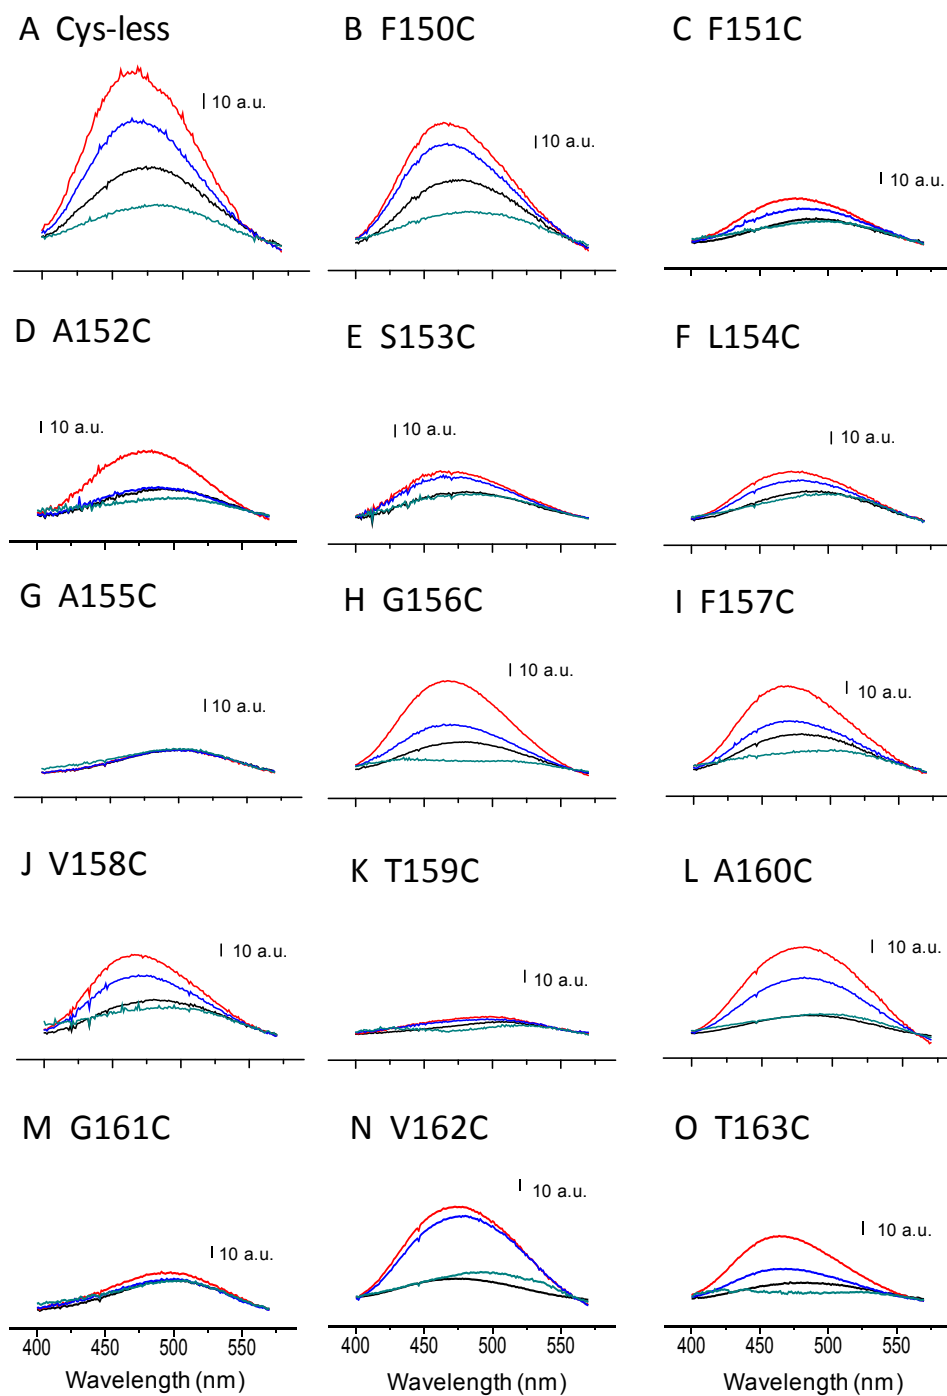 A Cys-less
B F150C
C F151C
10 a.u.
10 a.u.
10 a.u.
D A152C
E S153C
F L154C
10 a.u.
10 a.u.
10 a.u.
G A155C
H G156C
I F157C
10 a.u.
10 a.u.
10 a.u.
J V158C
K T159C
L A160C
10 a.u.
10 a.u.
10 a.u.
M G161C
N V162C
O T163C
10 a.u.
10 a.u.
10 a.u.
400 450 500 550
400 450 500 550
400 450 500 550
Wavelength (nm)
Wavelength (nm)
Wavelength (nm)